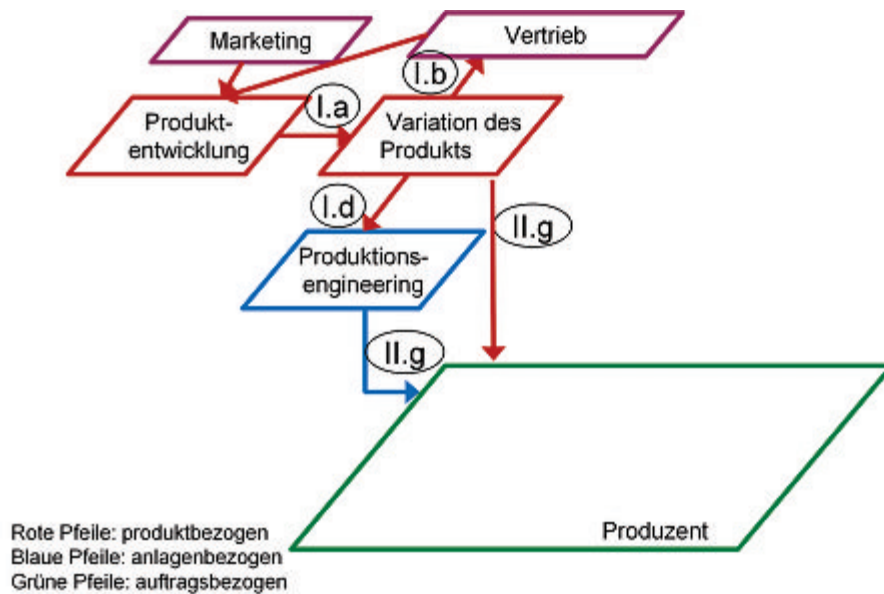 Marketing
Vertrieb
I.b
I.a
Produkt-
entwicklung
Variation des
Produkts
I.d
II.g
Produktions-
engineering
II.g
Produzent
Rote Pfeile: produktbezogen
Blaue Pfeile: anlagenbezogen
Grüne Pfeile: auftragsbezogen